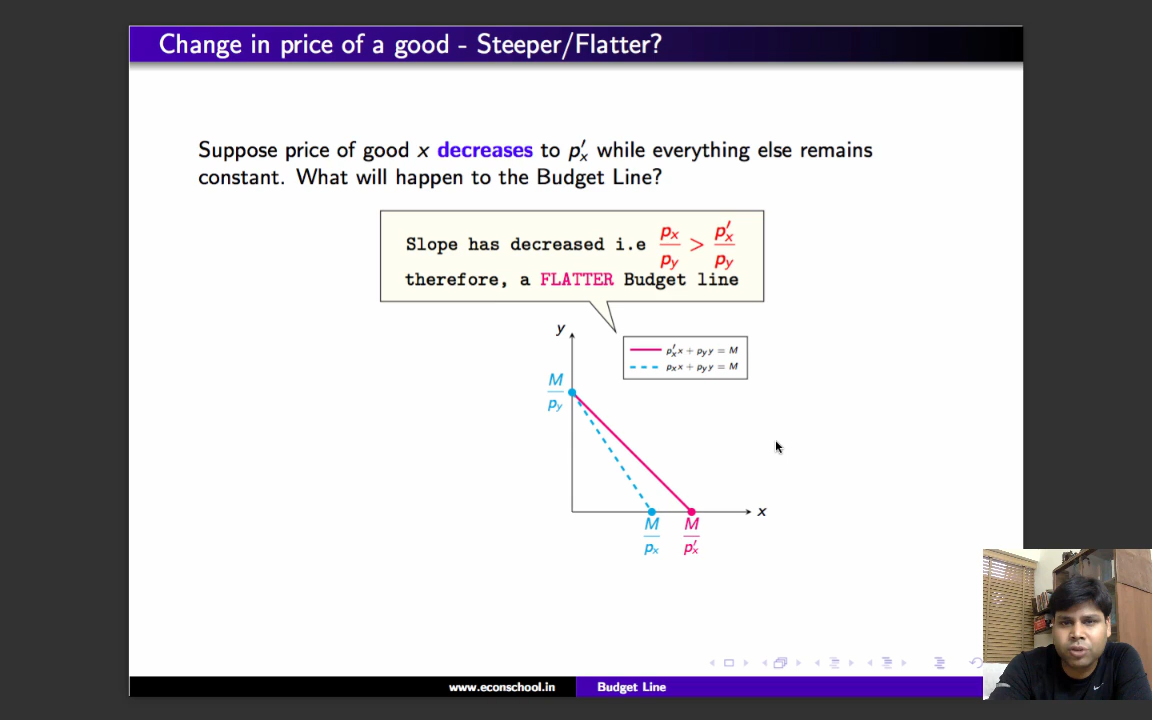 Change in price of a good - Steeper/Flatter?
Suppose price of good x decreases to p′ₓ while everything else remains
constant. What will happen to the Budget Line?
Slope has decreased i.e pₓ/p_y > p′ₓ/p_y
therefore, a FLATTER Budget line
y
p′ₓx + p_yy = M
pₓx + p_yy = M
M/p_y
x
M/pₓ M/p′ₓ
www.econschool.in Budget Line